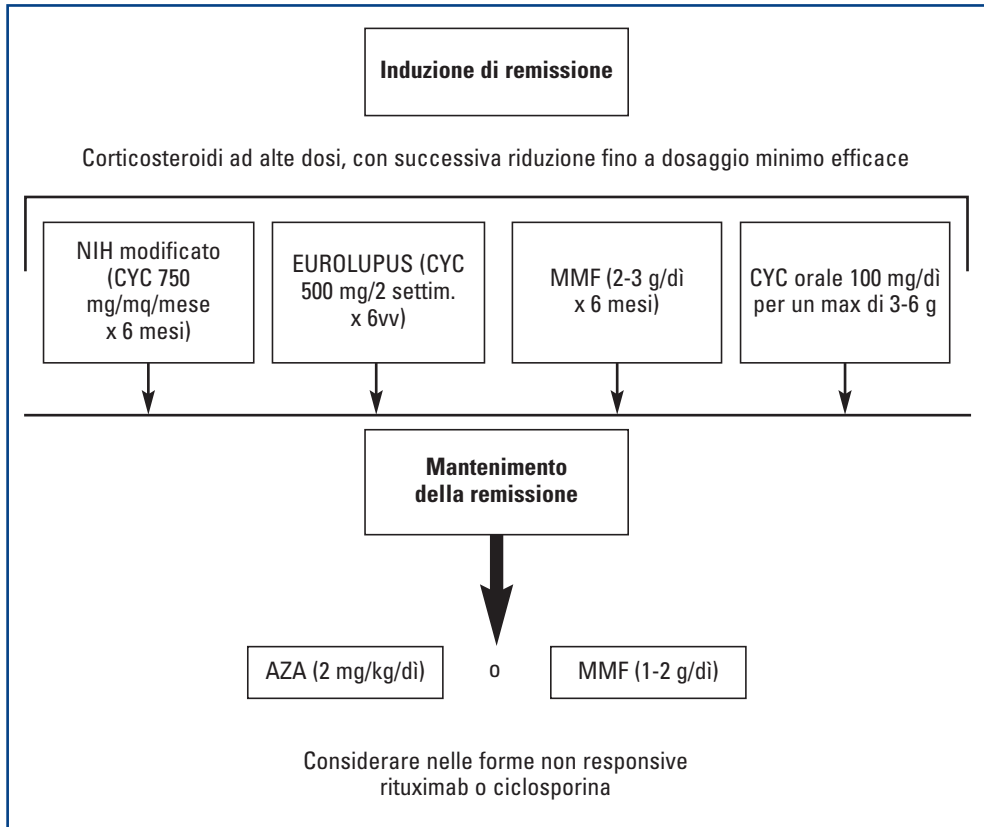 Induzione di remissione
Corticosteroidi ad alte dosi, con successiva riduzione fino a dosaggio minimo efficace
NIH modificato
(CYC 750
mg/mq/mese
x 6 mesi)
EUROLUPUS (CYC
500 mg/2 settim.
x 6vv)
MMF (2-3 g/dì
x 6 mesi)
CYC orale 100 mg/dì
per un max di 3-6 g
Mantenimento
della remissione
AZA (2 mg/kg/dì)
o
MMF (1-2 g/dì)
Considerare nelle forme non responsive
rituximab o ciclosporina